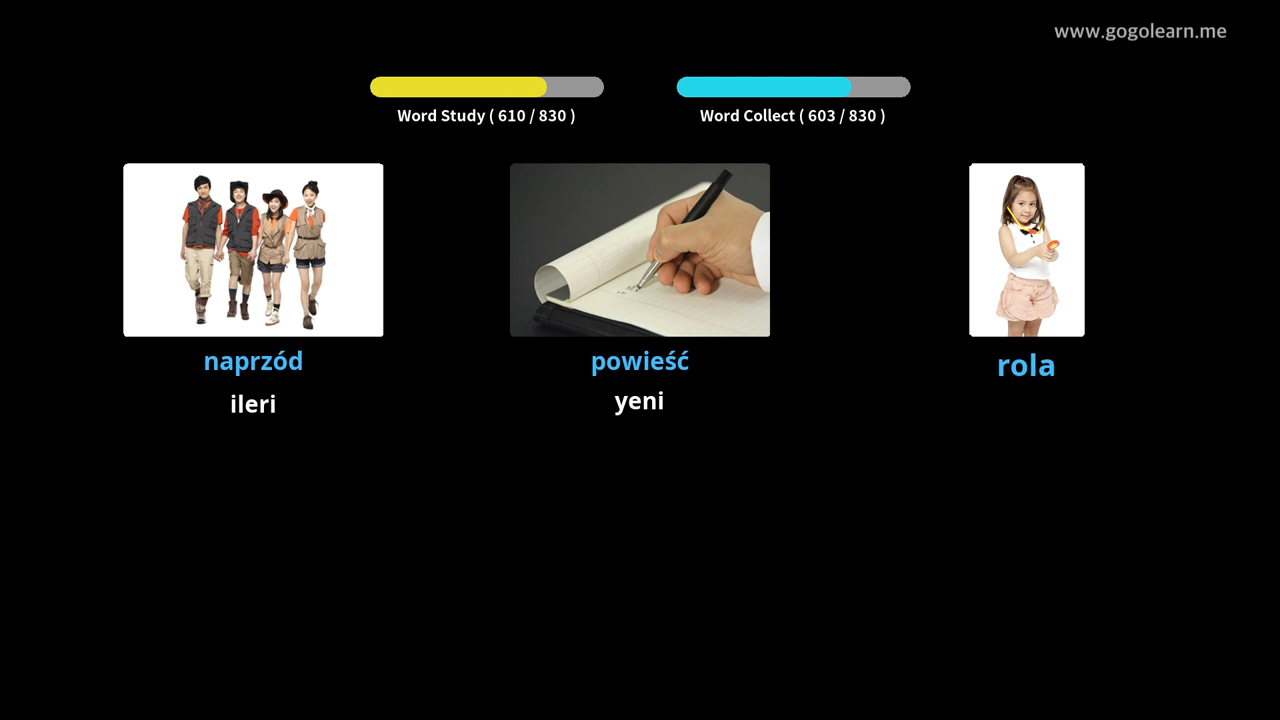 www.gogolearn.me
Word Study ( 610 / 830 )
Word Collect ( 603 / 830 )
naprzód
ileri
powieść
yeni
rola